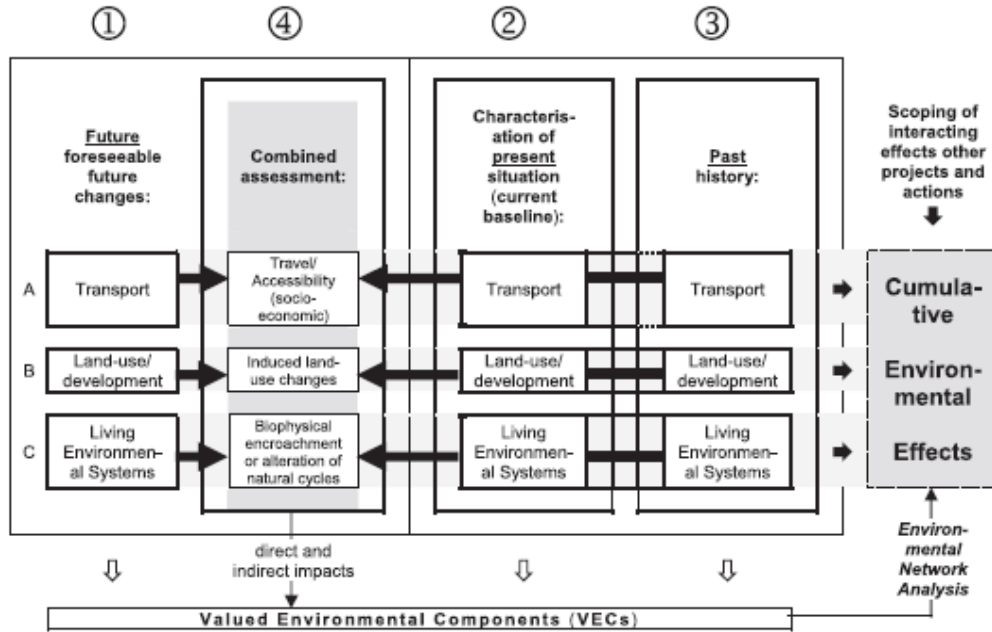 ① ④ ② ③
Future
foreseeable
future
changes:
Combined
assessment:
Characteris-
ation of
present
situation
(current
baseline):
Past
history:
Scoping of
interacting
effects other
projects and
actions
A
Transport
Travel/
Accessibility
(socio-
economic)
Transport
Transport
Cumula-
tive
B
Land-use/
development
Induced land-
use changes
Land-use/
development
Land-use/
development
Environ-
mental
C
Living
Environmen-
al Systems
Biophysical
encroachment
or alteration of
natural cycles
Living
Environmen-
al Systems
Living
Environmen-
al Systems
Effects
direct and
indirect impacts
Environ-
mental
Network
Analysis
Valued Environmental Components (VECs)